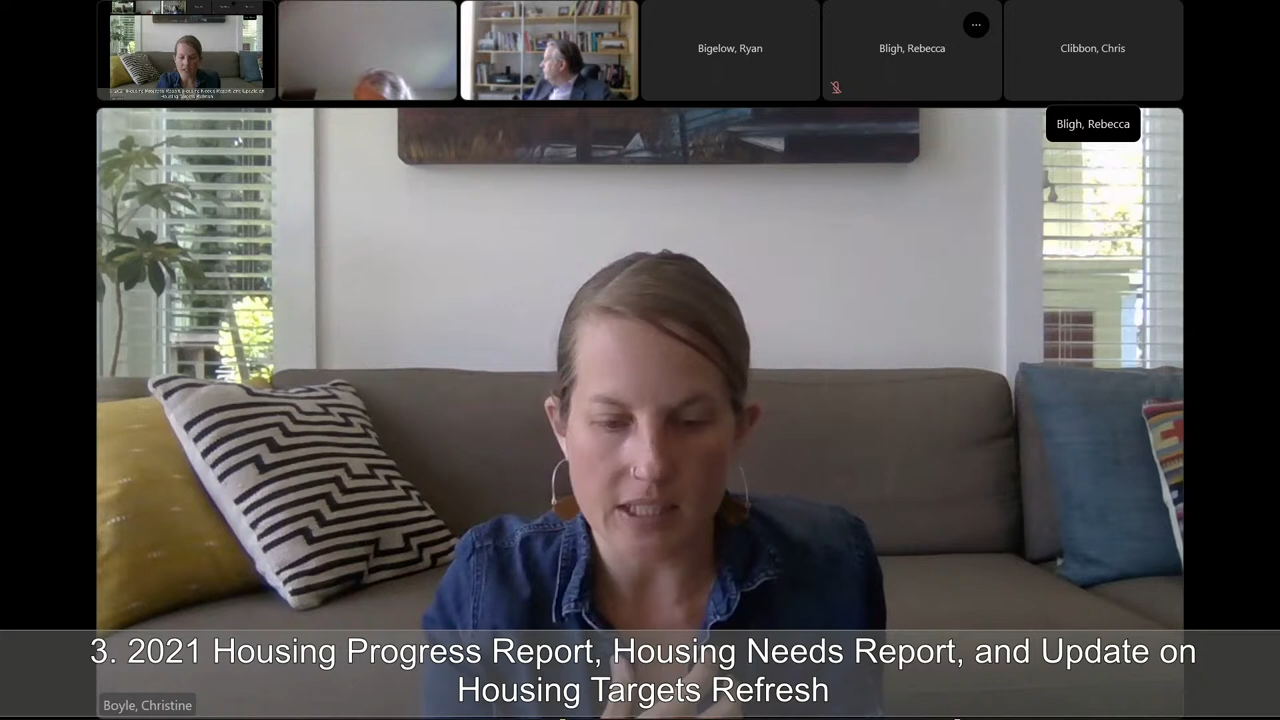 Bigelow, Ryan
Bligh, Rebecca
Clibbon, Chris
Bligh, Rebecca
3. 2021 Housing Progress Report, Housing Needs Report, and Update on
Housing Targets Refresh
Boyle, Christine